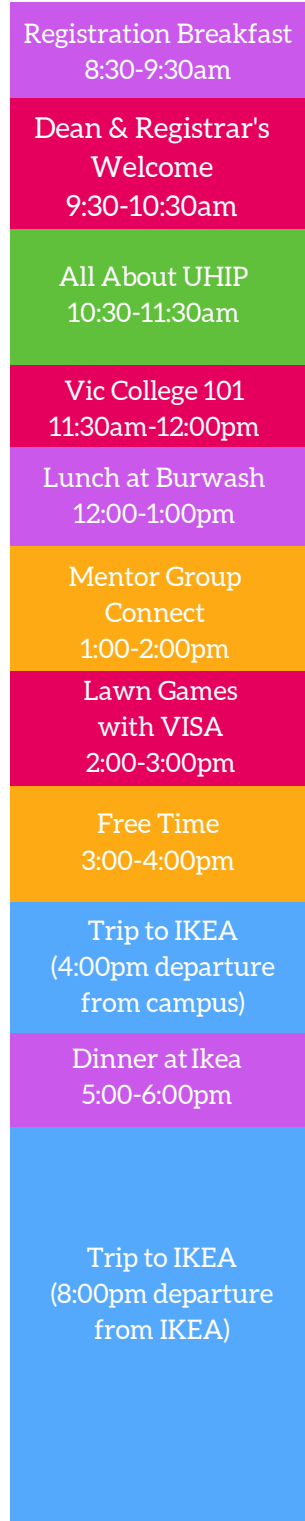 Registration Breakfast
8:30-9:30am
Dean & Registrar's
Welcome
9:30-10:30am
All About UHIP
10:30-11:30am
Vic College 101
11:30am-12:00pm
Lunch at Burwash
12:00-1:00pm
Mentor Group
Connect
1:00-2:00pm
Lawn Games
with VISA
2:00-3:00pm
Free Time
3:00-4:00pm
Trip to IKEA
(4:00pm departure
from campus)
Dinner at Ikea
5:00-6:00pm
Trip to IKEA
(8:00pm departure
from IKEA)